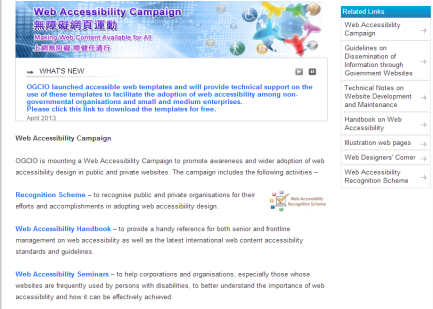 Web Accessibility Campaign
無障礙網頁運動
Making Web Content Available for All
上網無阻礙 障健任通行
WHAT'S NEW
OGCIO launched accessible web templates and will provide technical support on the
use of these templates to facilitate the adoption of web accessibility among non-
governmental organisations and small and medium enterprises.
Please click this link to download the templates for free.
April 2013
Web Accessibility Campaign
OGCIO is mounting a Web Accessibility Campaign to promote awareness and wider adoption of web
accessibility design in public and private websites. The campaign includes the following activities –
Recognition Scheme – to recognise public and private organisations for their
efforts and accomplishments in adopting web accessibility design.
Web Accessibility
Recognition Scheme
Web Accessibility Handbook – to provide a handy reference for both senior and frontline
management on web accessibility as well as the latest international web content accessibility
standards and guidelines.
Web Accessibility Seminars – to help corporations and organisations, especially those whose
websites are frequently used by persons with disabilities, to better understand the importance of web
accessibility and how it can be effectively achieved.
Related Links
Web Accessibility
Campaign
Guidelines on
Dissemination of
Information through
Government Websites
Technical Notes on
Website Development
and Maintenance
Handbook on Web
Accessibility
Illustration web pages
Web Designers' Corner
Web Accessibility
Recognition Scheme